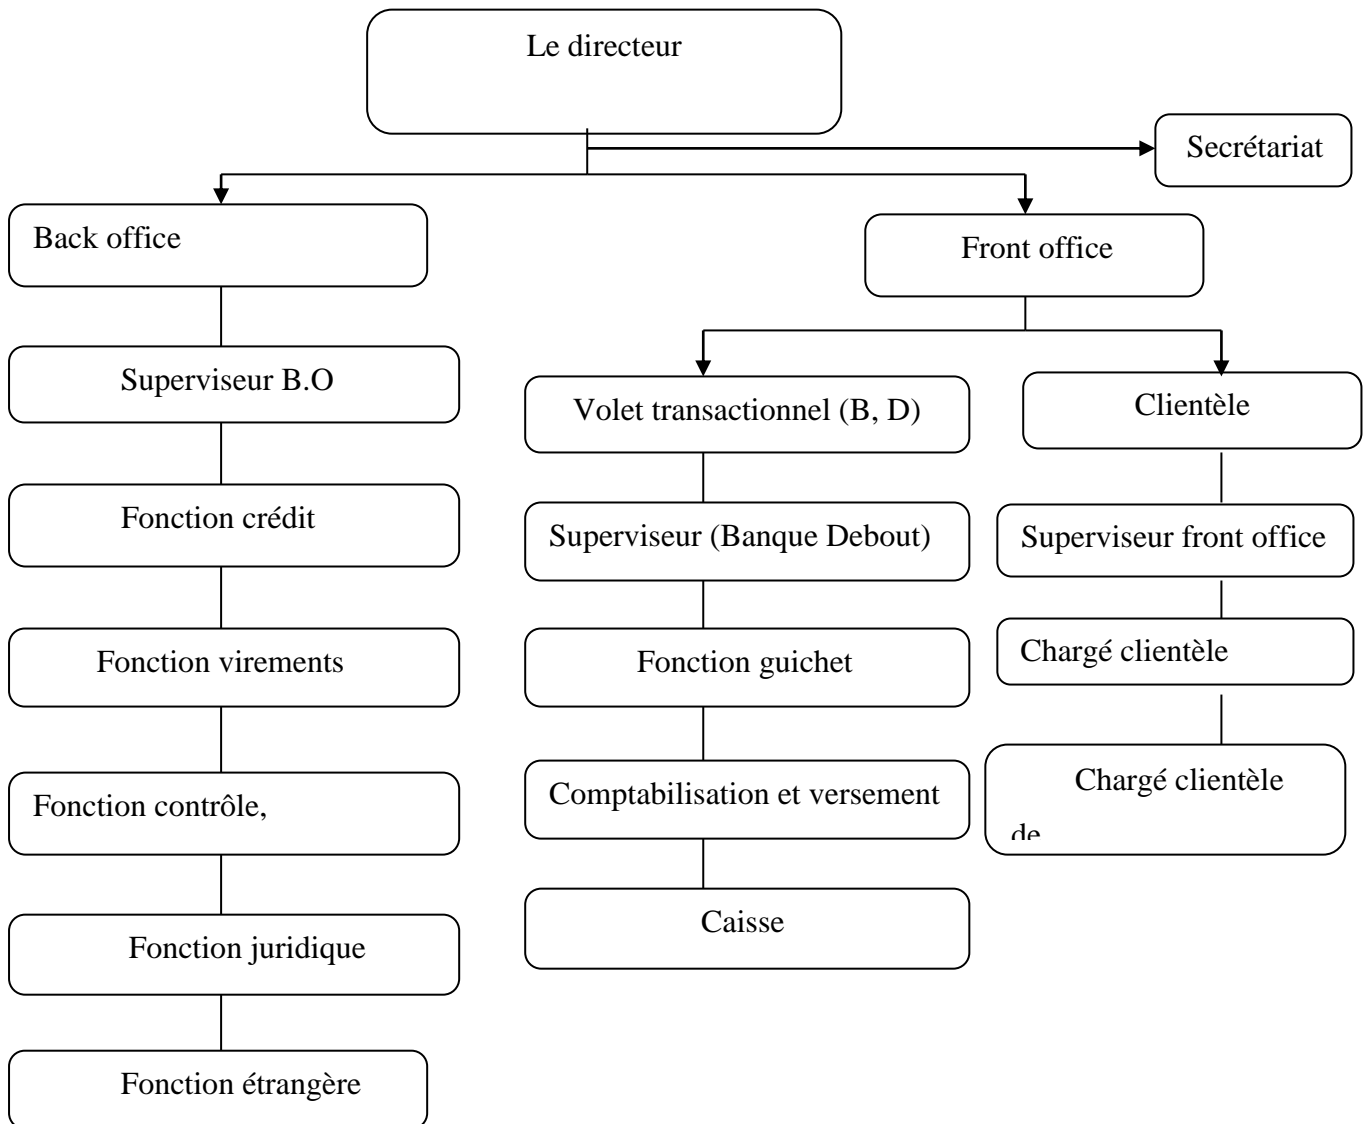 Le directeur
Secrétariat
Back office
Front office
Superviseur B.O
Volet transactionnel (B, D)
Clientèle
Fonction crédit
Superviseur (Banque Debout)
Superviseur front office
Fonction virements
Fonction guichet
Chargé clientèle
Fonction contrôle,
Comptabilisation et versement
Chargé clientèle
de
Fonction juridique
Caisse
Fonction étrangère